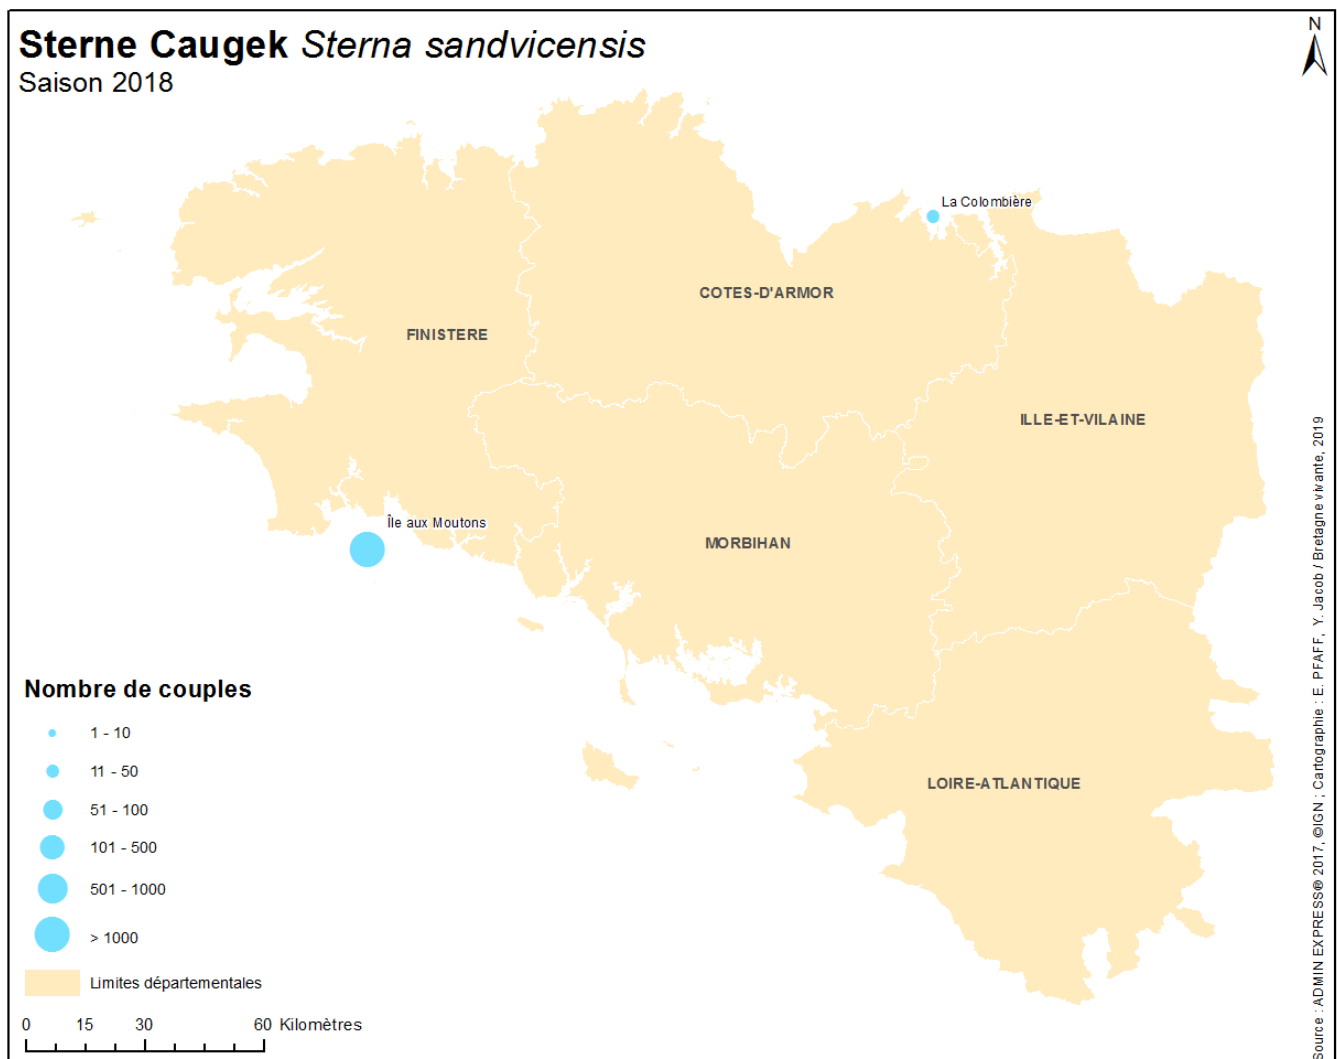 Sterne Caugek Sterna sandvicensis
Saison 2018
N
La Colombière
COTES-D'ARMOR
FINISTERE
ILLE-ET-VILAINE
Île aux Moutons
MORBIHAN
LOIRE-ATLANTIQUE
Nombre de couples
1 - 10
11 - 50
51 - 100
101 - 500
501 - 1000
> 1000
Limites départementales
0 15 30 60 Kilomètres
Source : ADMIN EXPRESS® 2017, ©IGN ; Cartographie : E. PFAFF, Y. Jacob / Bretagne vivante, 2019